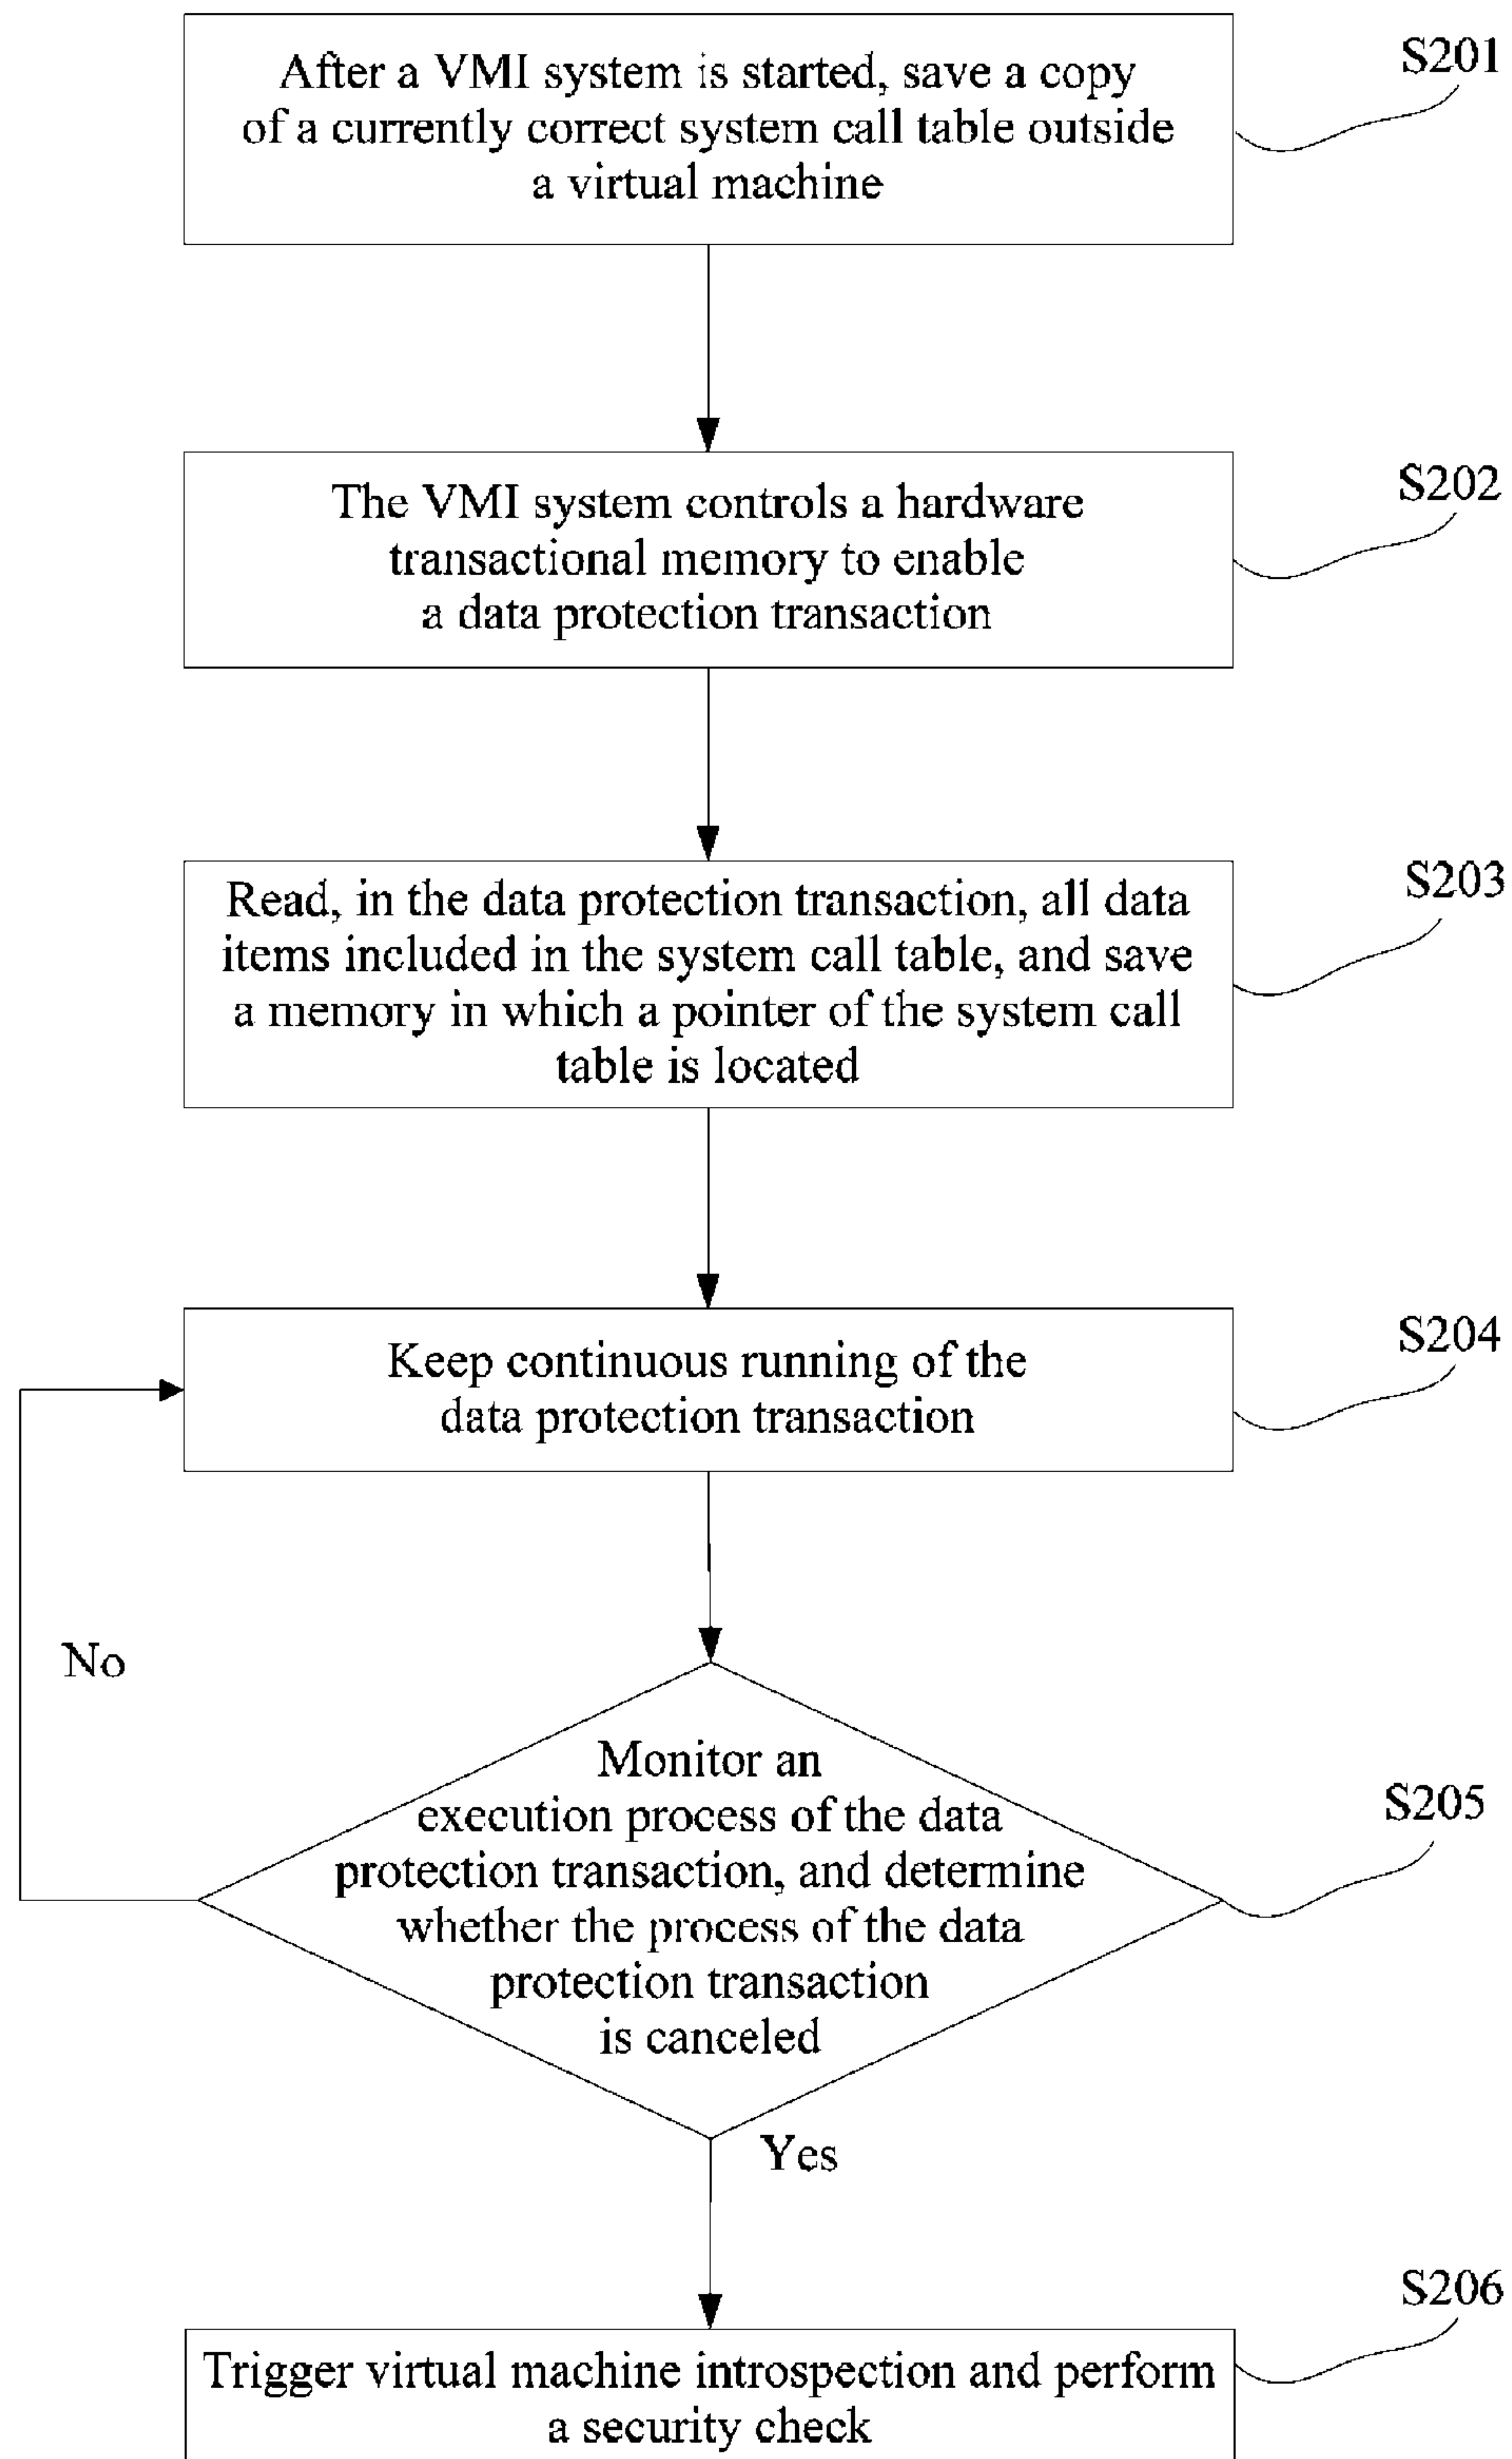 After a VMI system is started, save a copy
of a currently correct system call table outside
a virtual machine
S201
The VMI system controls a hardware
transactional memory to enable
a data protection transaction
S202
Read, in the data protection transaction, all data
items included in the system call table, and save
a memory in which a pointer of the system call
table is located
S203
Keep continuous running of the
data protection transaction
S204
No
Monitor an
execution process of the data
protection transaction, and determine
whether the process of the data
protection transaction
is canceled
S205
Yes
S206
Trigger virtual machine introspection and perform
a security check